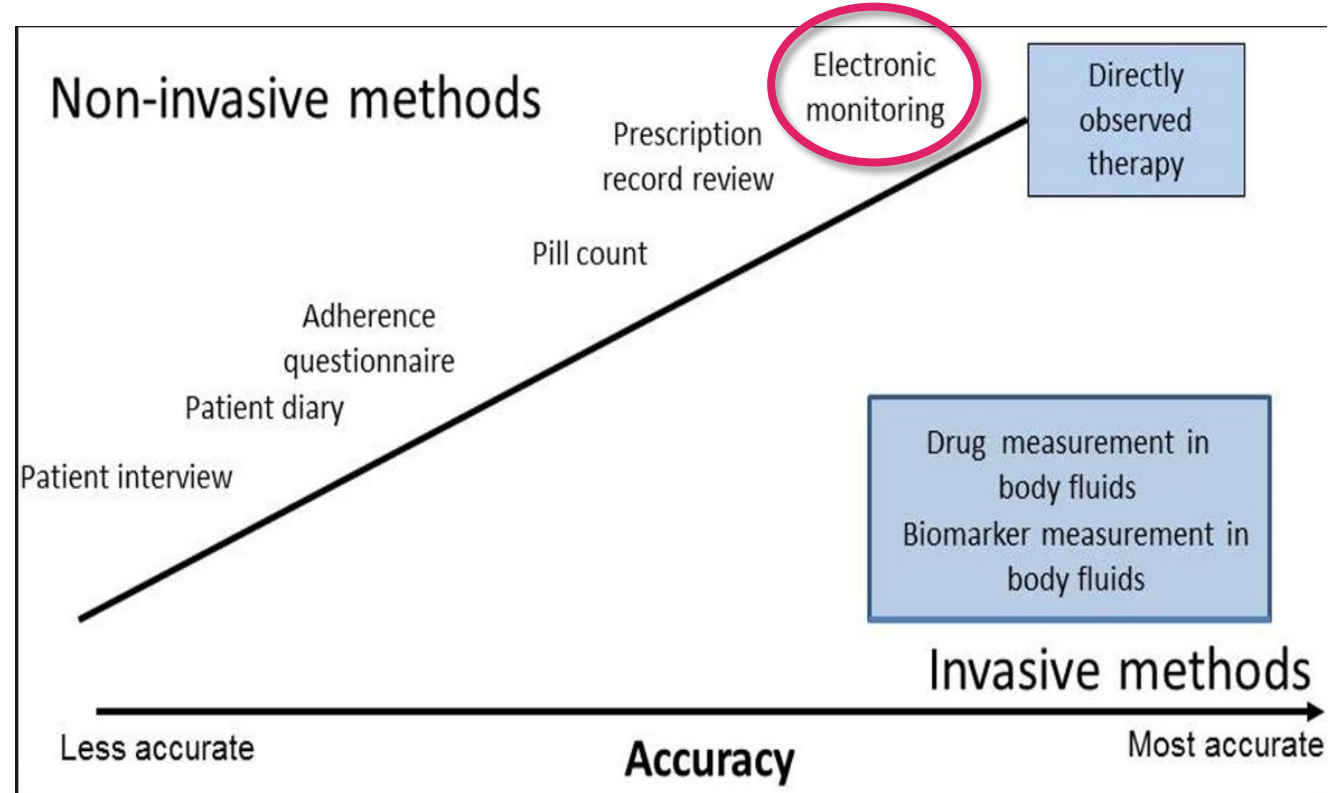 Non-invasive methods
Electronic
monitoring
Directly
observed
therapy
Prescription
record review
Pill count
Adherence
questionnaire
Patient diary
Patient interview
Drug measurement in
body fluids
Biomarker measurement in
body fluids
Invasive methods
Less accurate
Accuracy
Most accurate